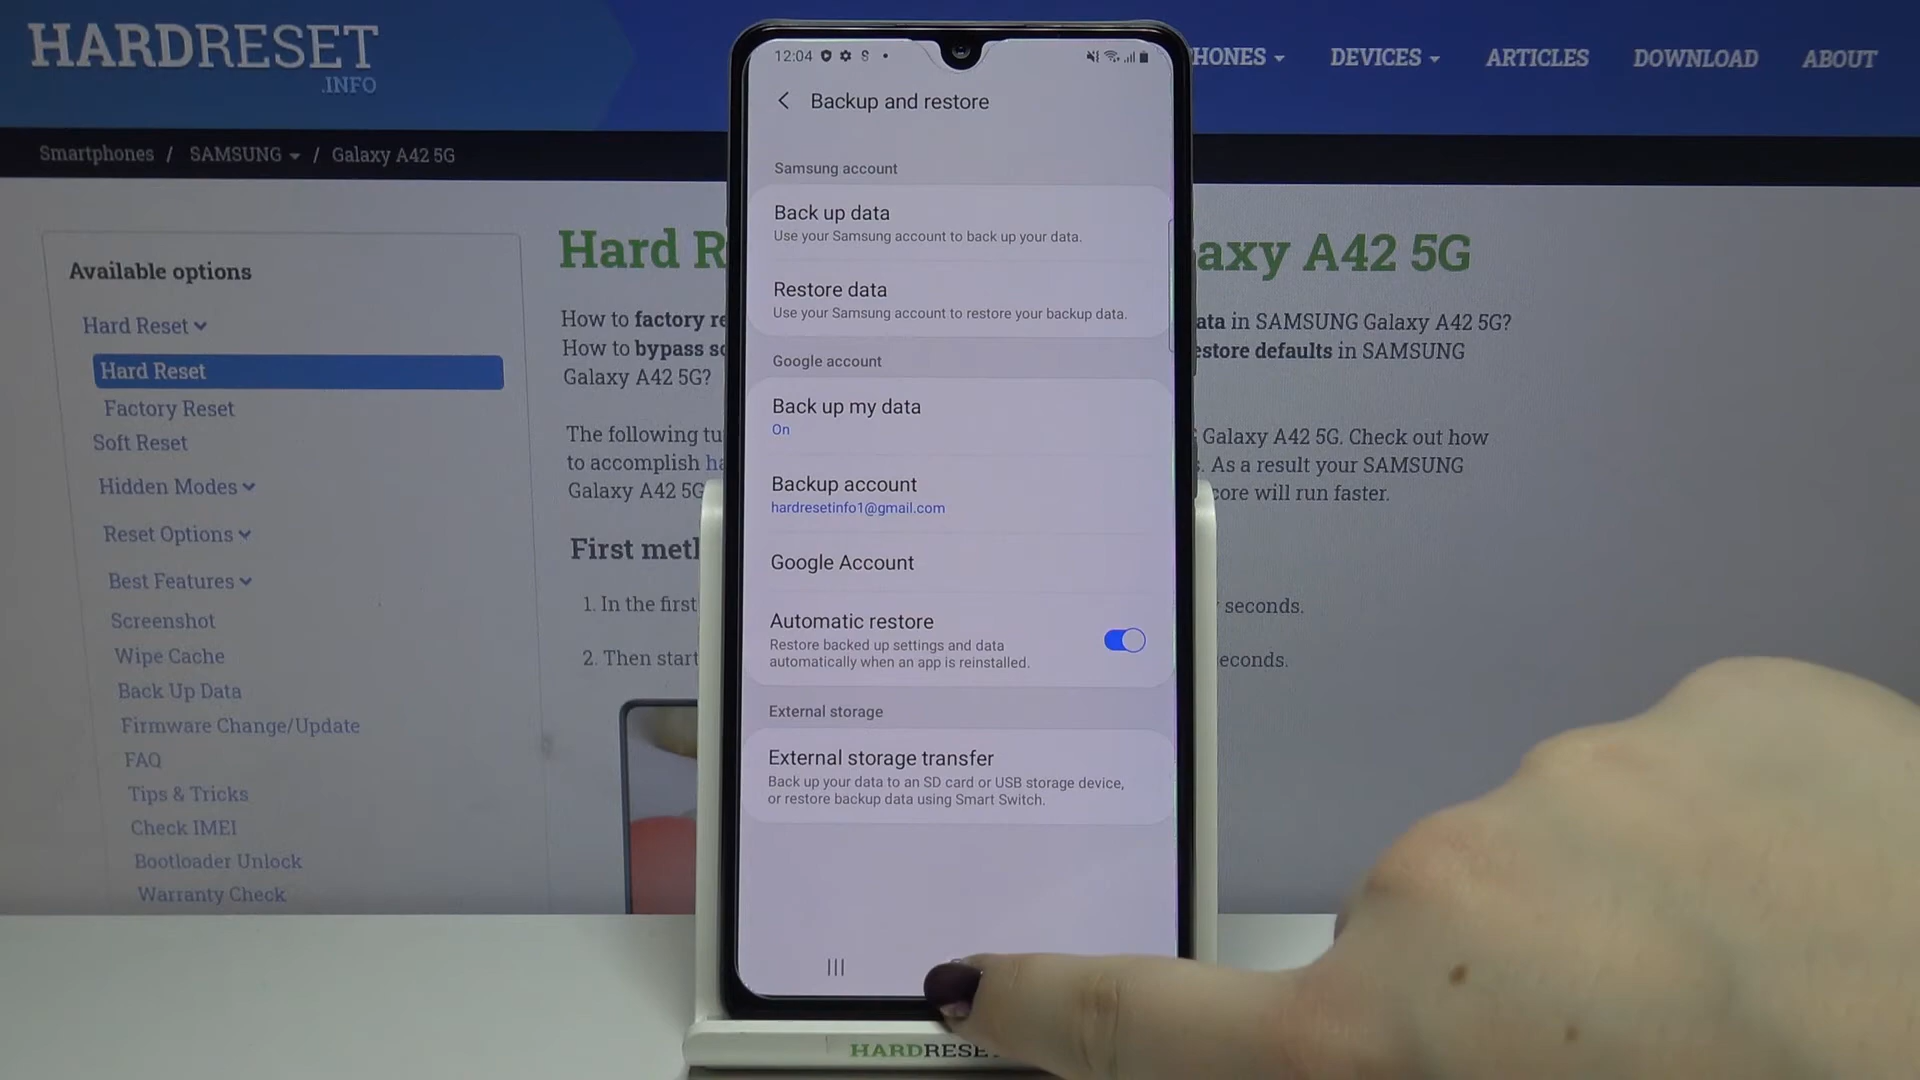 HARDRESET
.INFO
HONES
DEVICES
ARTICLES
DOWNLOAD
ABOUT
Smartphones / SAMSUNG / Galaxy A42 5G
Available options
Hard Reset
Hard Reset
Factory Reset
Soft Reset
Hidden Modes
Reset Options
Best Features
Screenshot
Wipe Cache
Back Up Data
Firmware Change/Update
FAQ
Tips & Tricks
Check IMEI
Bootloader Unlock
Warranty Check
Hard R
axy A42 5G
How to factory re
ata in SAMSUNG Galaxy A42 5G?
How to bypass sc
estore defaults in SAMSUNG
Galaxy A42 5G?
The following tu
Galaxy A42 5G. Check out how
to accomplish ha
s. As a result your SAMSUNG
Galaxy A42 5G
core will run faster.
First meth
1. In the first
seconds.
2. Then start
seconds.
12:04
Backup and restore
Samsung account
Back up data
Use your Samsung account to back up your data.
Restore data
Use your Samsung account to restore your backup data.
Google account
Back up my data
On
Backup account
hardresetinfo1@gmail.com
Google Account
Automatic restore
Restore backed up settings and data
automatically when an app is reinstalled.
External storage
External storage transfer
Back up your data to an SD card or USB storage device,
or restore backup data using Smart Switch.
HARDRESE